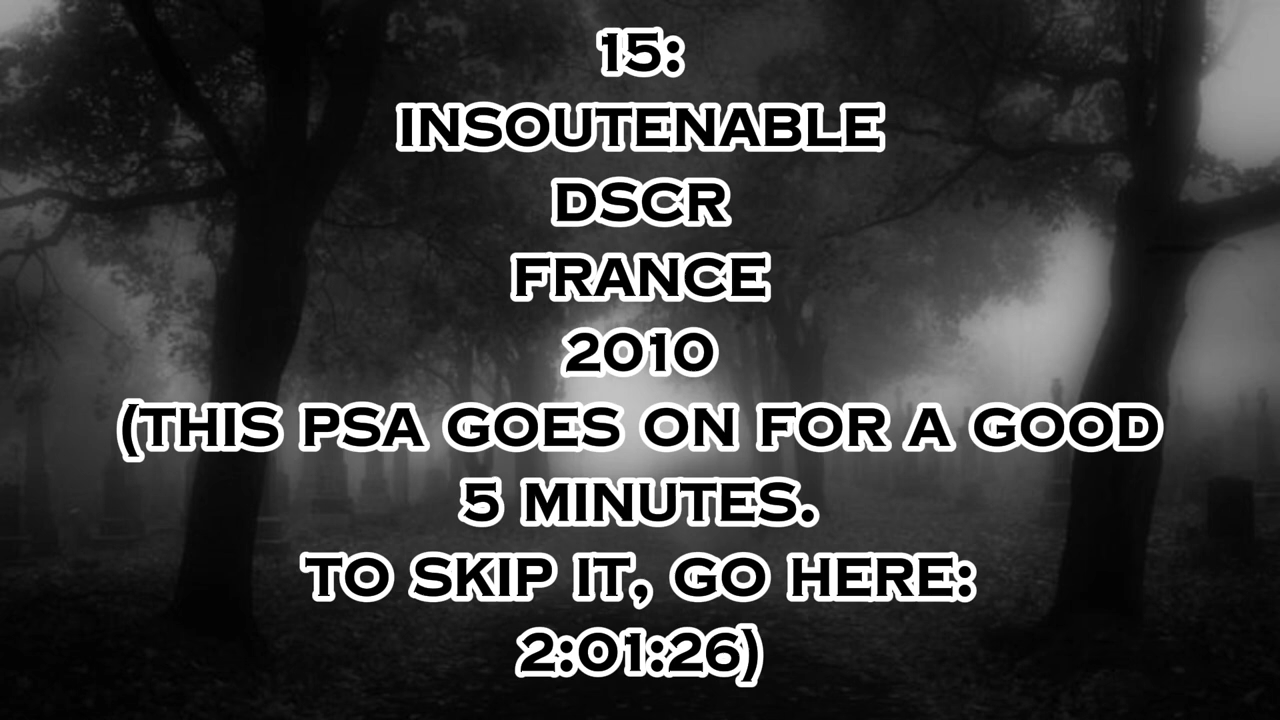 15:
INSOUTENABLE
DSCR
FRANCE
2010
(THIS PSA GOES ON FOR A GOOD
5 MINUTES.
TO SKIP IT, GO HERE:
2:01:26)